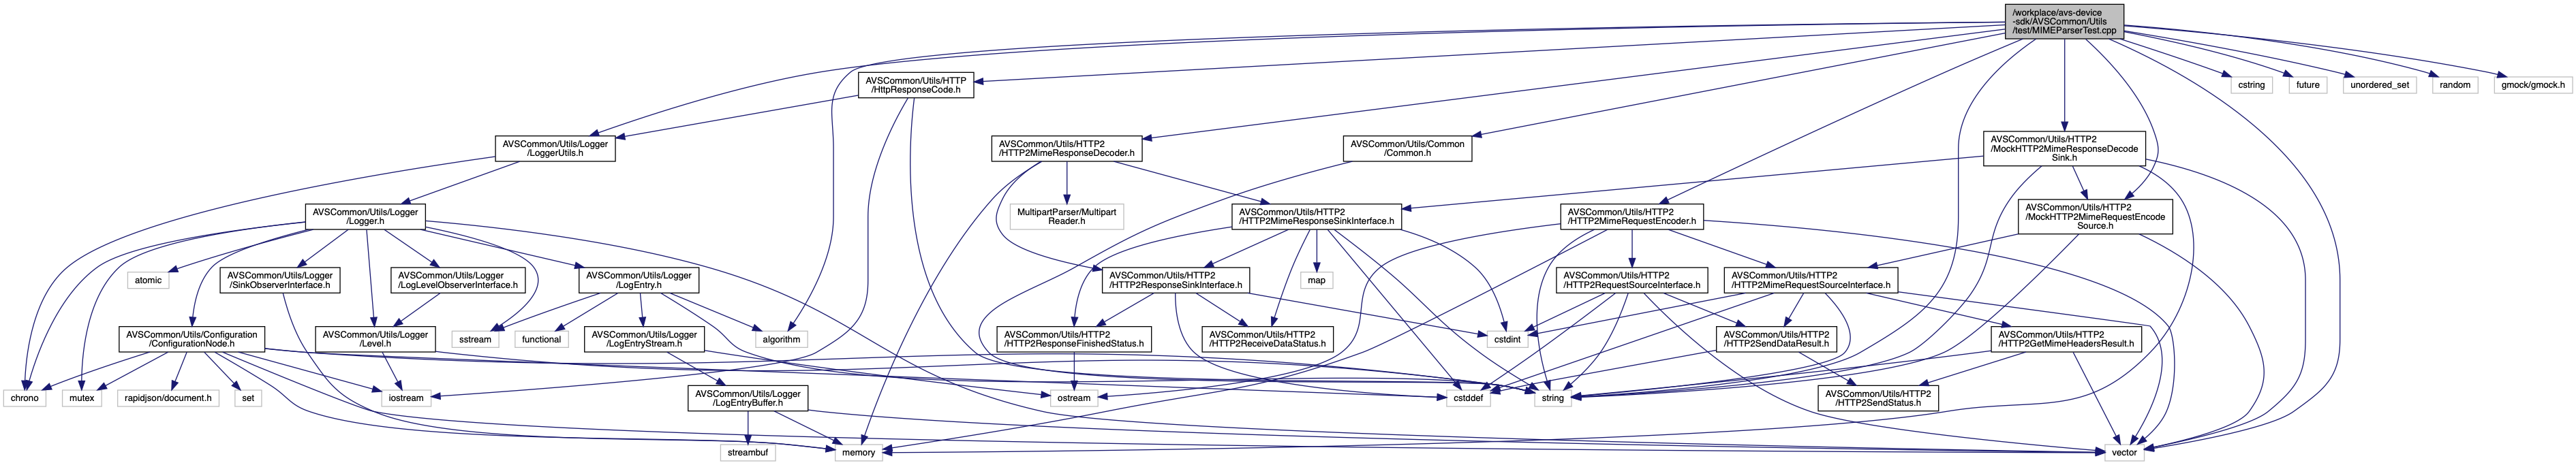 /workplace/avs-device
-sdk/AVSCommon/Utils
/test/MIMEParserTest.cpp
AVSCommon/Utils/HTTP
/HttpResponseCode.h
cstring
future
unordered_set
random
gmock/gmock.h
AVSCommon/Utils/Logger
/LoggerUtils.h
AVSCommon/Utils/HTTP2
/HTTP2MimeResponseDecoder.h
AVSCommon/Utils/Common
/Common.h
AVSCommon/Utils/HTTP2
/MockHTTP2MimeResponseDecode
Sink.h
AVSCommon/Utils/Logger
/Logger.h
MultipartParser/Multipart
Reader.h
AVSCommon/Utils/HTTP2
/HTTP2MimeResponseSinkInterface.h
AVSCommon/Utils/HTTP2
/HTTP2MimeRequestEncoder.h
AVSCommon/Utils/HTTP2
/MockHTTP2MimeRequestEncode
Source.h
atomic
AVSCommon/Utils/Logger
/SinkObserverInterface.h
AVSCommon/Utils/Logger
/LogLevelObserverInterface.h
AVSCommon/Utils/Logger
/LogEntry.h
AVSCommon/Utils/HTTP2
/HTTP2ResponseSinkInterface.h
map
AVSCommon/Utils/HTTP2
/HTTP2RequestSourceInterface.h
AVSCommon/Utils/HTTP2
/HTTP2MimeRequestSourceInterface.h
AVSCommon/Utils/Configuration
/ConfigurationNode.h
AVSCommon/Utils/Logger
/Level.h
sstream
functional
AVSCommon/Utils/Logger
/LogEntryStream.h
algorithm
AVSCommon/Utils/HTTP2
/HTTP2ResponseFinishedStatus.h
AVSCommon/Utils/HTTP2
/HTTP2ReceiveDataStatus.h
cstdint
AVSCommon/Utils/HTTP2
/HTTP2SendDataResult.h
AVSCommon/Utils/HTTP2
/HTTP2GetMimeHeadersResult.h
chrono
mutex
rapidjson/document.h
set
iostream
AVSCommon/Utils/Logger
/LogEntryBuffer.h
ostream
cstddef
string
AVSCommon/Utils/HTTP2
/HTTP2SendStatus.h
streambuf
memory
vector